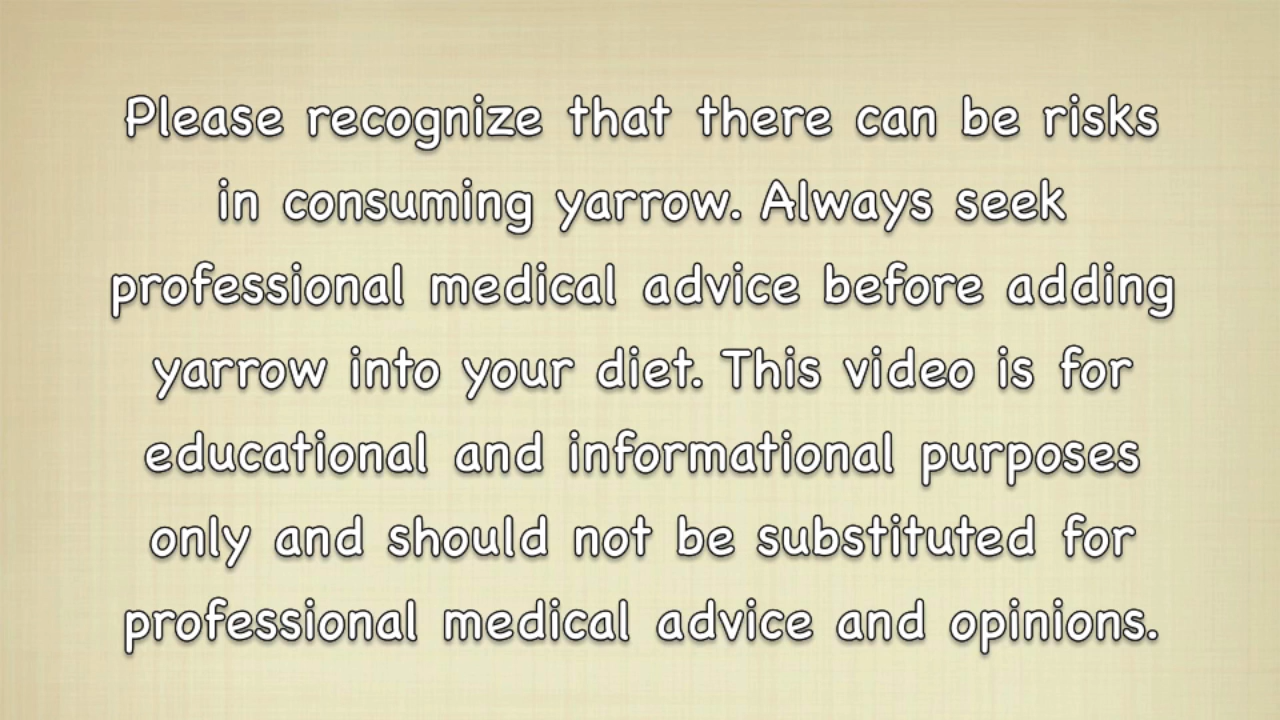 Please recognize that there can be risks
in consuming yarrow. Always seek
professional medical advice before adding
yarrow into your diet. This video is for
educational and informational purposes
only and should not be substituted for
professional medical advice and opinions.